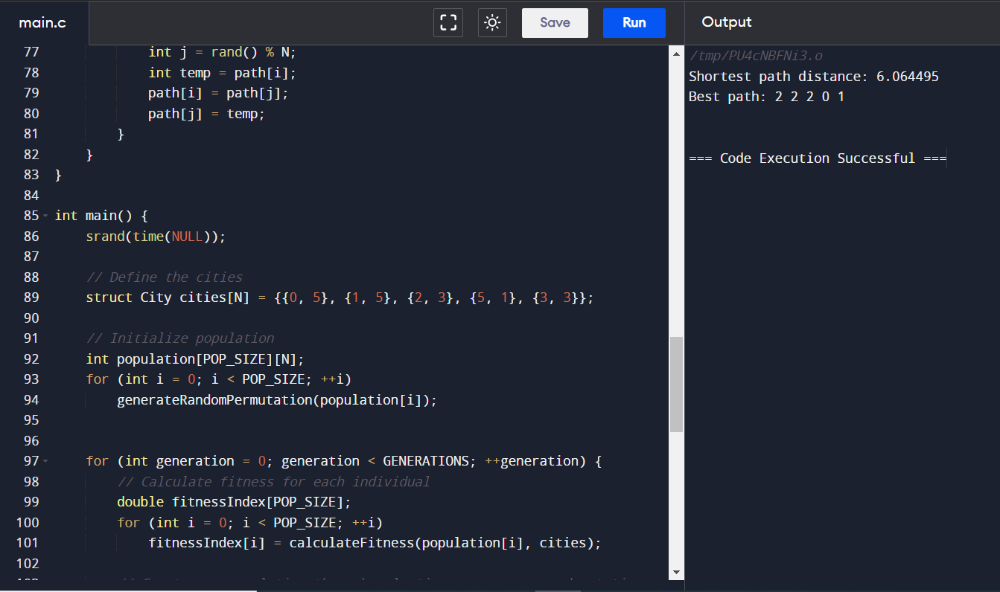 main.c
Save
Run
Output
77 int j = rand() % N;
78 int temp = path[i];
79 path[i] = path[j];
80 path[j] = temp;
81 }
82 }
83 }
84
85 int main() {
86 srand(time(NULL));
87
88 // Define the cities
89 struct City cities[N] = {{0, 5}, {1, 5}, {2, 3}, {5, 1}, {3, 3}};
90
91 // Initialize population
92 int population[POP_SIZE][N];
93 for (int i = 0; i < POP_SIZE; ++i)
94 generateRandomPermutation(population[i]);
95
96
97 for (int generation = 0; generation < GENERATIONS; ++generation) {
98 // Calculate fitness for each individual
99 double fitnessIndex[POP_SIZE];
100 for (int i = 0; i < POP_SIZE; ++i)
101 fitnessIndex[i] = calculateFitness(population[i], cities);
102
/tmp/PU4cNBFNi3.o
Shortest path distance: 6.064495
Best path: 2 2 2 0 1
=== Code Execution Successful ===